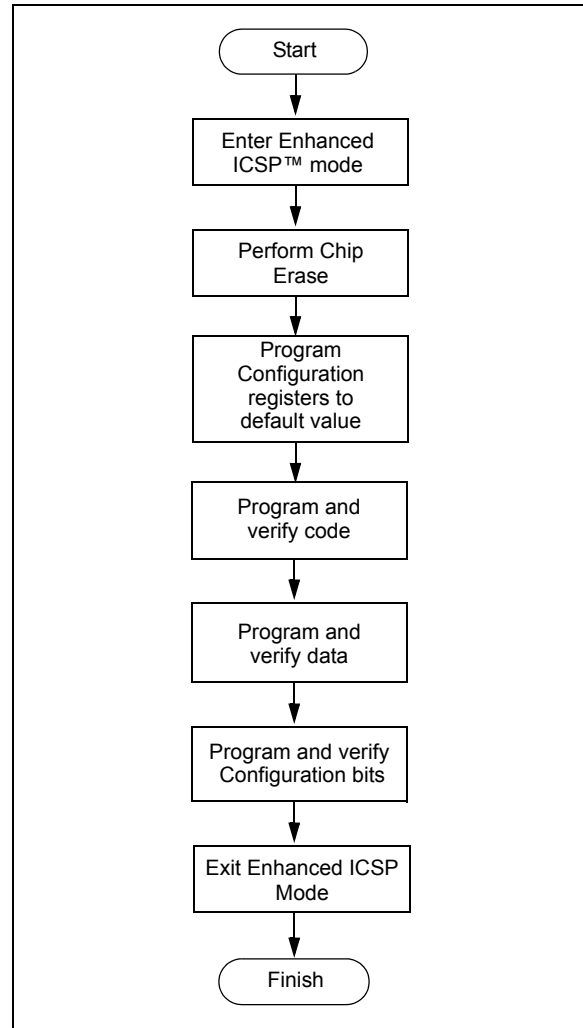 Start
Enter Enhanced
ICSP™ mode
Perform Chip
Erase
Program
Configuration
registers to
default value
Program and
verify code
Program and
verify data
Program and verify
Configuration bits
Exit Enhanced ICSP
Mode
Finish